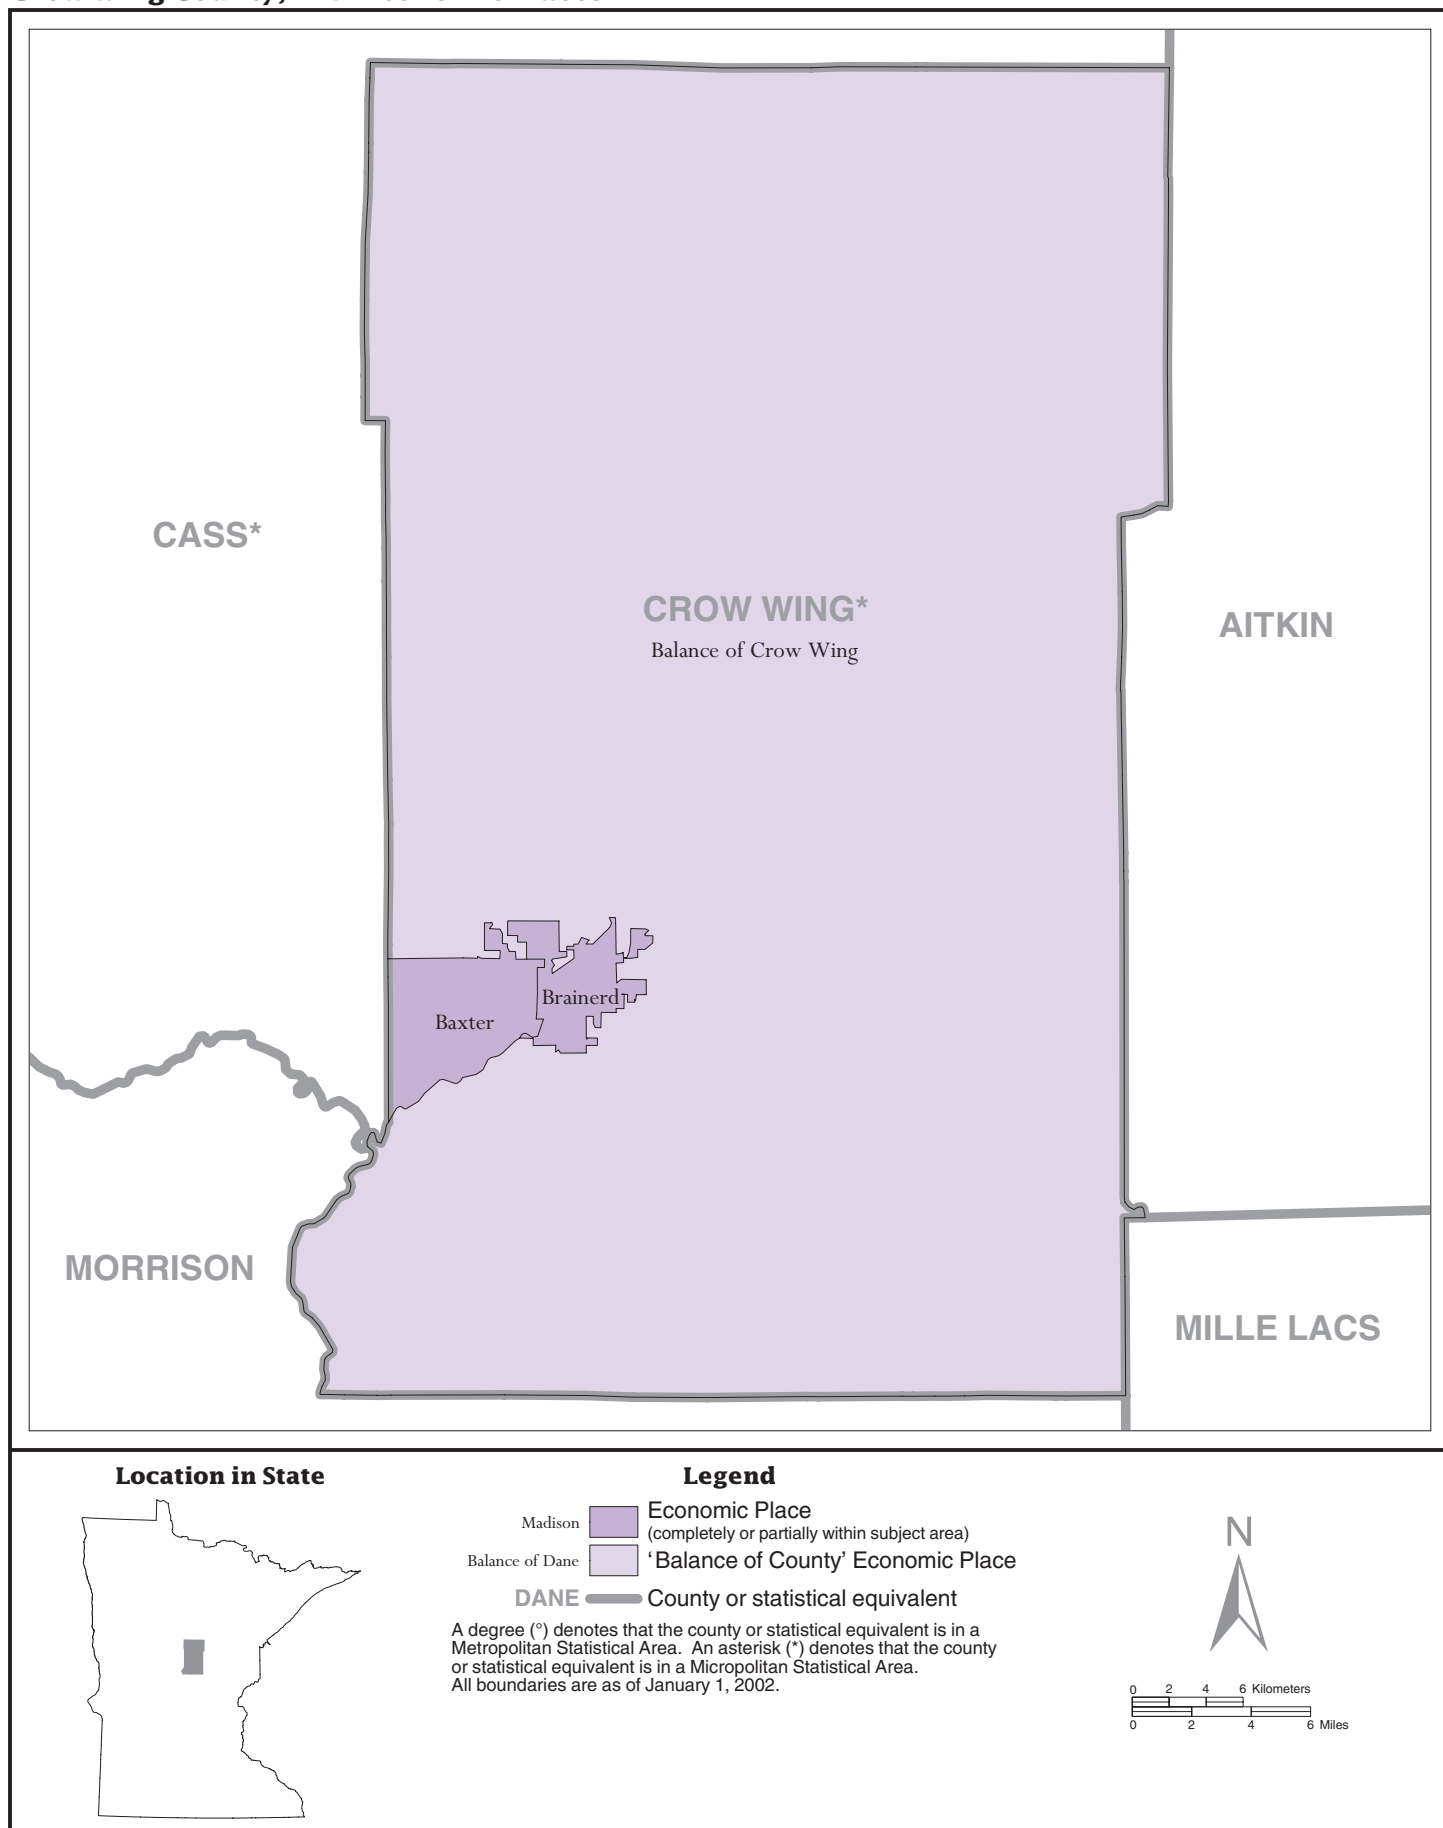 CASS*
CROW WING*
Balance of Crow Wing
AITKIN
Brainerd
Baxter
MORRISON
MILLE LACS
Location in State
Legend
Madison
Economic Place
(completely or partially within subject area)
Balance of Dane
‘Balance of County’ Economic Place
DANE
County or statistical equivalent
A degree (°) denotes that the county or statistical equivalent is in a
Metropolitan Statistical Area. An asterisk (*) denotes that the county
or statistical equivalent is in a Micropolitan Statistical Area.
All boundaries are as of January 1, 2002.
N
0 2 4 6 Kilometers
0 2 4 6 Miles